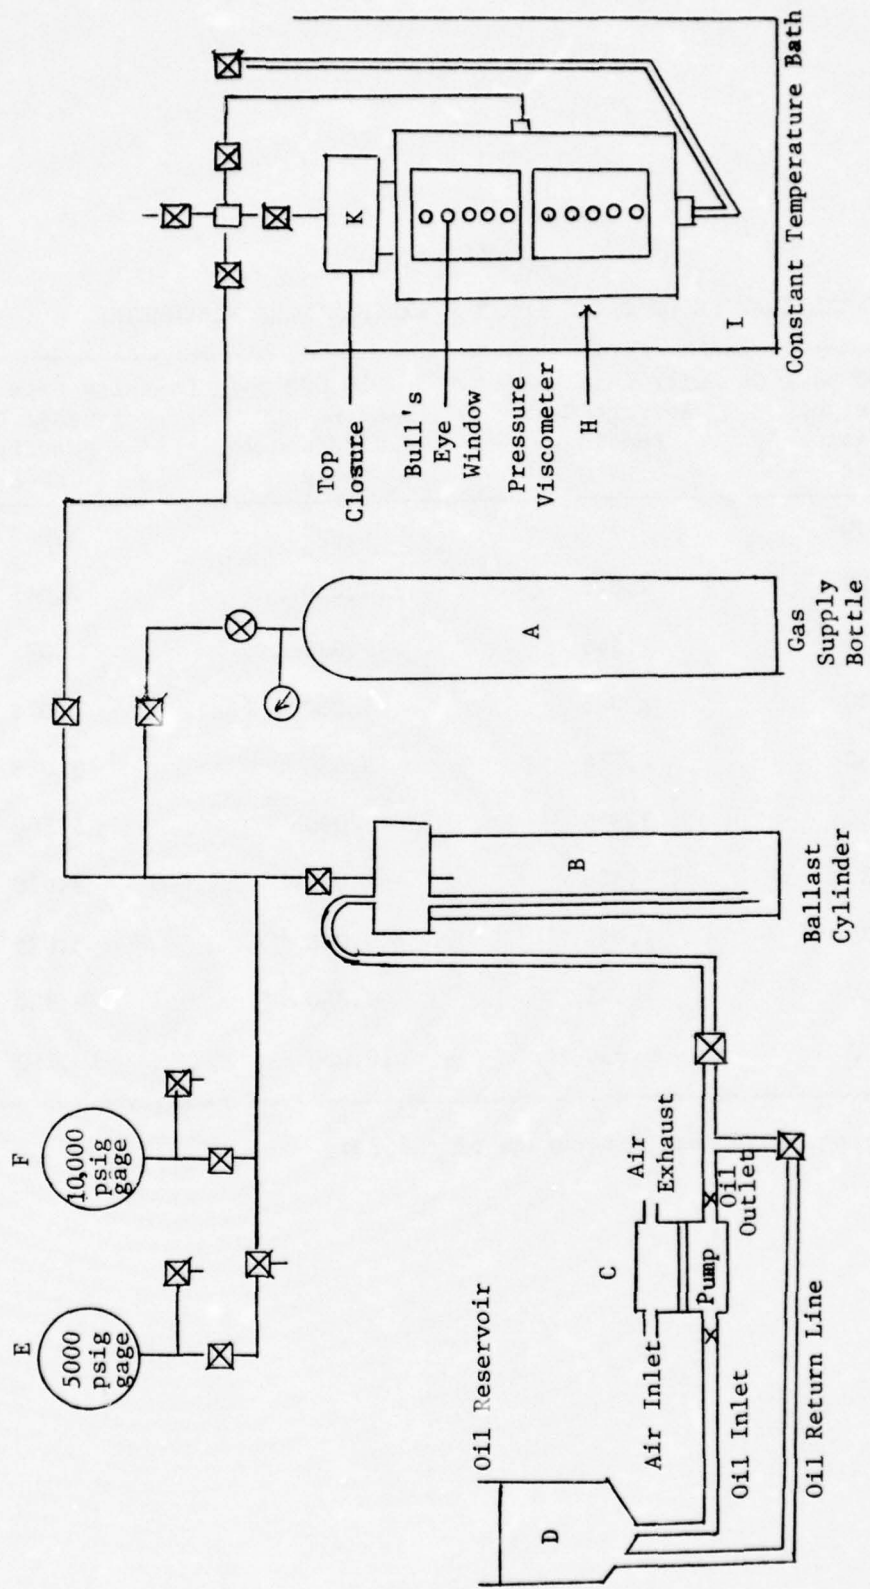 E
5000
psig
gage
F
10,000
psig
gage
Oil Reservoir
D
Air Inlet
C
Air
Exhaust
Pump
Oil
Outlet
Oil Inlet
Oil Return Line
B
Ballast
Cylinder
A
Gas
Supply
Bottle
Top
Closure
K
Bull's
Eye
Window
Pressure
Viscometer
H
I
Constant Temperature Bath